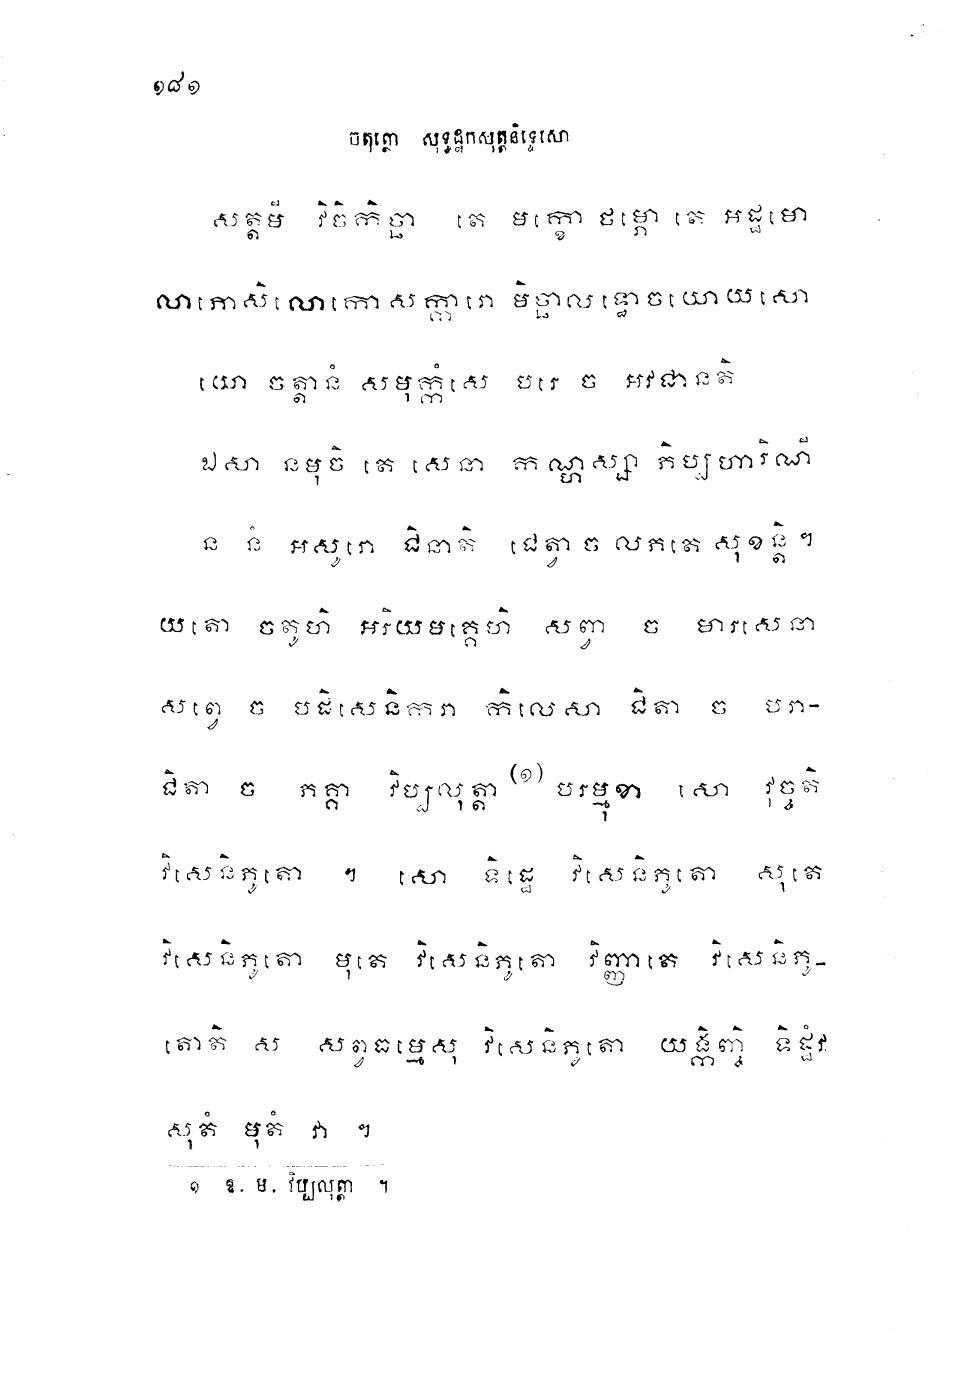 ១៨១
ចតុត្ថោ សុទ្ធដ្ឋកសុត្តនិទ្ទេសោ
សត្តមី វិចិកិច្ឆា តេ មក្ខោ ថម្ភោ តេ អដ្ឋមោ
លាភោសិលោកោសក្ការោ មិច្ឆាលទ្ធោចយោយសោ
យោ ចត្តានំ សមុក្កំសេ បរេ ច អវជានតិ
ឯសា នមុចិ តេ សេនា កណ្ហស្សា ភិប្បហារិណី
ន នំ អសូរោ ជិនាតិ ជេត្វា ច លភតេ សុខន្តិ។
យតោ ចតូហិ អរិយមគ្គេហិ សព្វា ច មារសេនា
សព្វេ ច បដិសេនិករា កិលេសា ជិតា ច បរា-
ជិតា ច ភគ្គា វិប្បលុត្តា (១) បរម្មុខា សោ វុច្ចតិ
វិសេនិភូតោ ។ សោ ទិដ្ឋេ វិសេនិភូតោ សុតេ
វិសេនិភូតោ មុតេ វិសេនិភូតោ វិញ្ញាតេ វិសេនិភូ-
តោតិ ស សព្វធម្មេសុ វិសេនិភូតោ យង្កិញ្ចិ ទិដ្ឋំវ
សុតំ មុតំ វា ។
១ ឱ. ម. វិប្បលុគ្គា ។